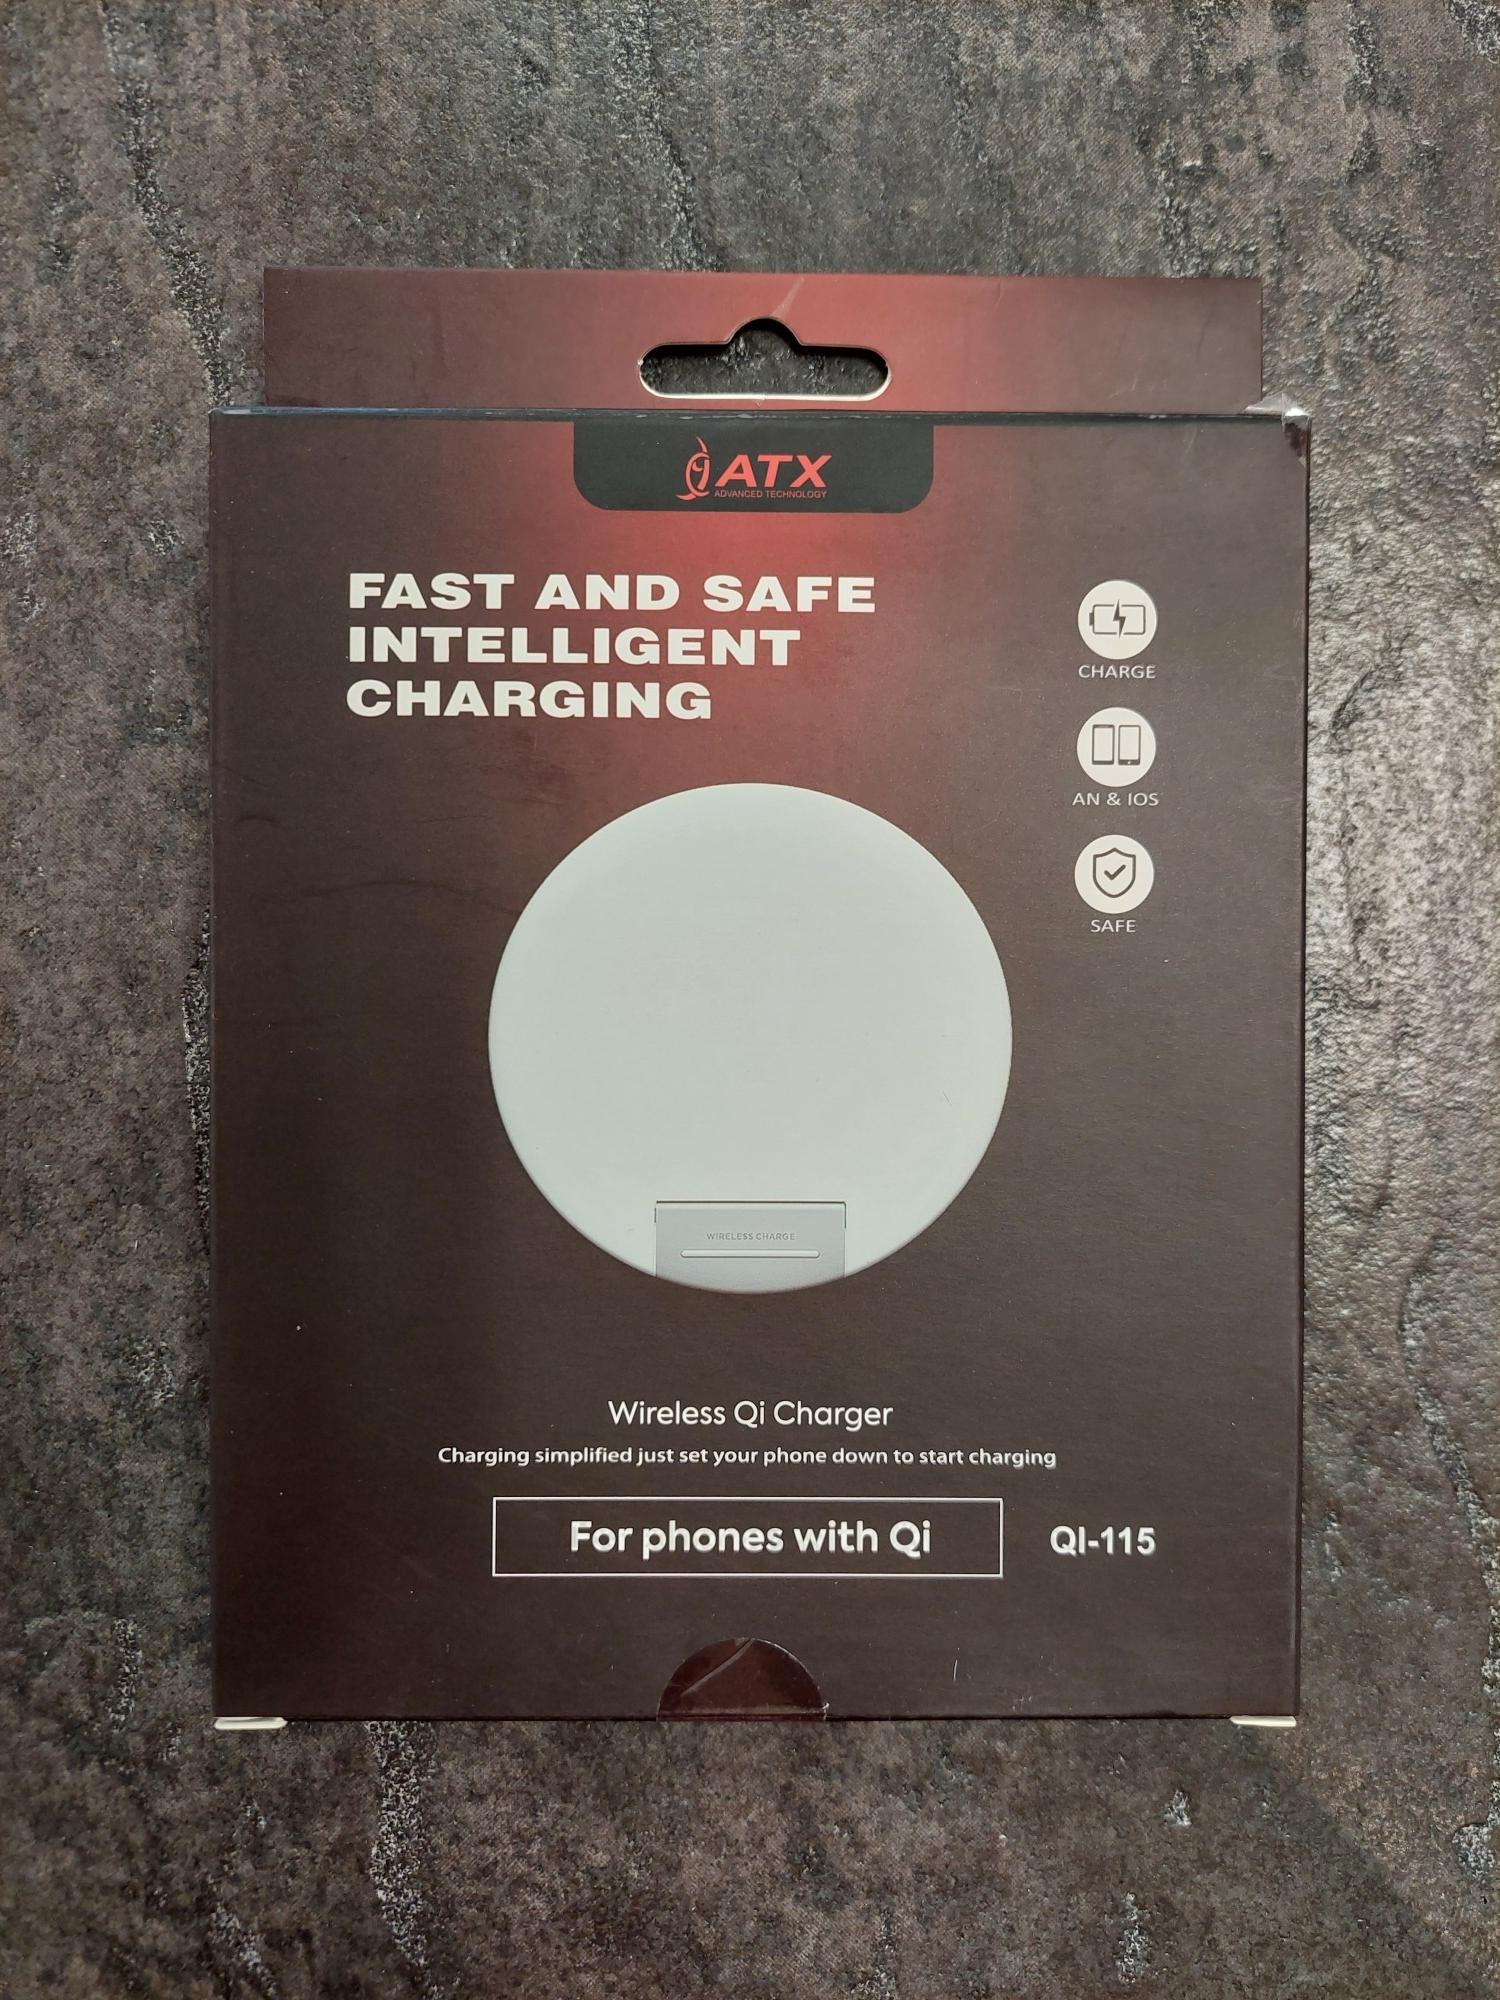 ATX
ADVANCED TECHNOLOGY
FAST AND SAFE
INTELLIGENT
CHARGING
CHARGE
AN & IOS
SAFE
WIRELESS CHARGE
Wireless Qi Charger
Charging simplified just set your phone down to start charging
For phones with Qi
QI-115